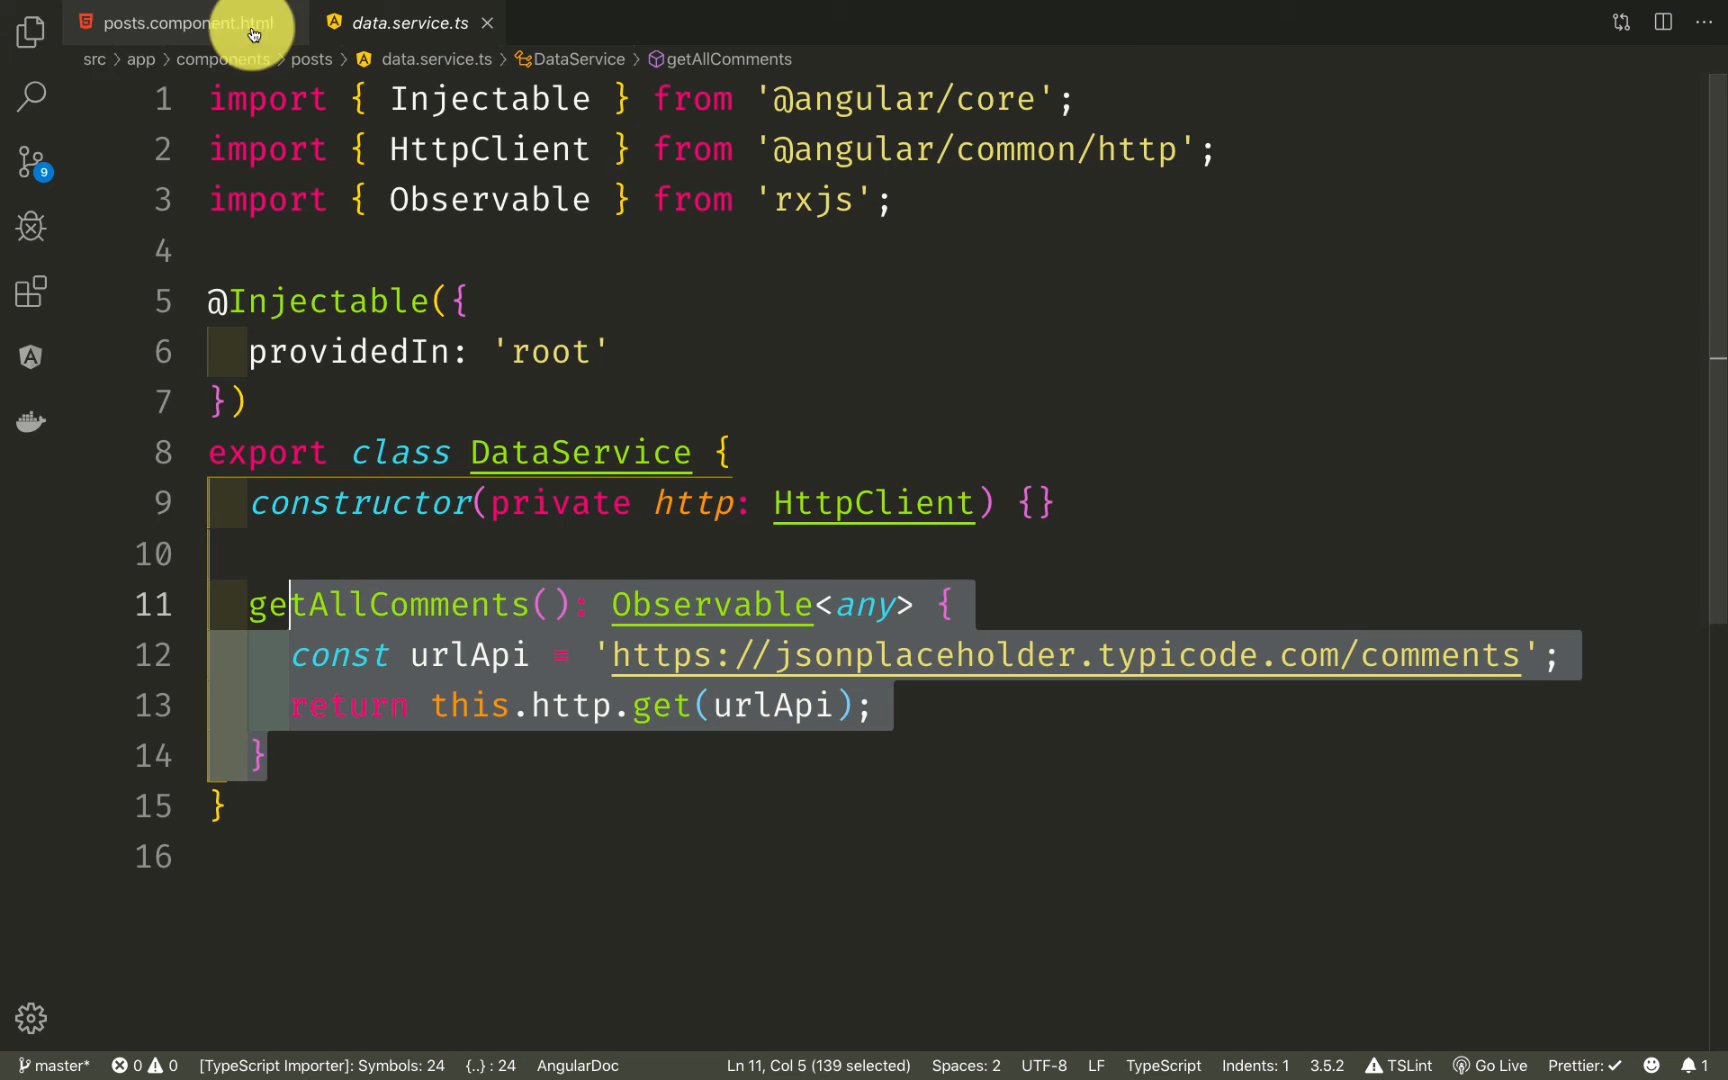 posts.component.html data.service.ts
src > app > components > posts > data.service.ts > DataService > getAllComments
1 import { Injectable } from '@angular/core';
2 import { HttpClient } from '@angular/common/http';
3 import { Observable } from 'rxjs';
4
5 @Injectable({
6 providedIn: 'root'
7 })
8 export class DataService {
9 constructor(private http: HttpClient) {}
10
11 getAllComments(): Observable<any> {
12 const urlApi = 'https://jsonplaceholder.typicode.com/comments';
13 return this.http.get(urlApi);
14 }
15 }
16
9
master* 0 0 [TypeScript Importer]: Symbols: 24 {..} : 24 AngularDoc Ln 11, Col 5 (139 selected) Spaces: 2 UTF-8 LF TypeScript Indents: 1 3.5.2 TSLint Go Live Prettier: ✓ 1